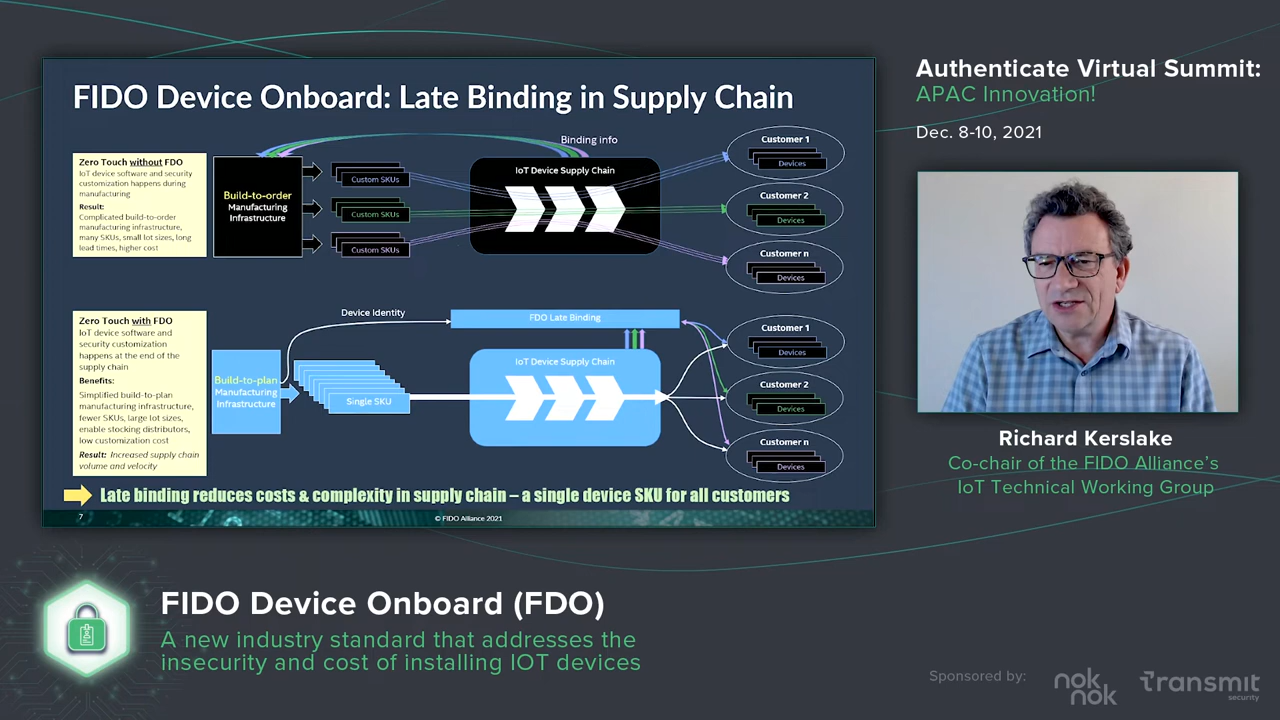 FIDO Device Onboard: Late Binding in Supply Chain
Binding info
Zero Touch without FDO
IoT device software and security
customization happens during
manufacturing
Result:
Complicated build-to-order
manufacturing infrastructure,
many SKUs, small lot sizes, long
lead times, higher cost
Build-to-order
Manufacturing
Infrastructure
Custom SKUs
Custom SKUs
Custom SKUs
IoT Device Supply Chain
Customer 1
Devices
Customer 2
Devices
Customer n
Devices
Zero Touch with FDO
IoT device software and
security customization
happens at the end of the
supply chain
Benefits:
Simplified build-to-plan
manufacturing infrastructure,
fewer SKUs, large lot sizes,
enable stocking distributors,
low customization cost
Result: Increased supply chain
volume and velocity
Device Identity
FDO Late Binding
Build-to-plan
Manufacturing
Infrastructure
Single SKU
IoT Device Supply Chain
Customer 1
Devices
Customer 2
Devices
Customer n
Devices
Late binding reduces costs & complexity in supply chain – a single device SKU for all customers
7
© FIDO Alliance 2021
Authenticate Virtual Summit:
APAC Innovation!
Dec. 8-10, 2021
Richard Kerslake
Co-chair of the FIDO Alliance's
IoT Technical Working Group
FIDO Device Onboard (FDO)
A new industry standard that addresses the
insecurity and cost of installing IOT devices
Sponsored by:
nok
nok
Transmit
security